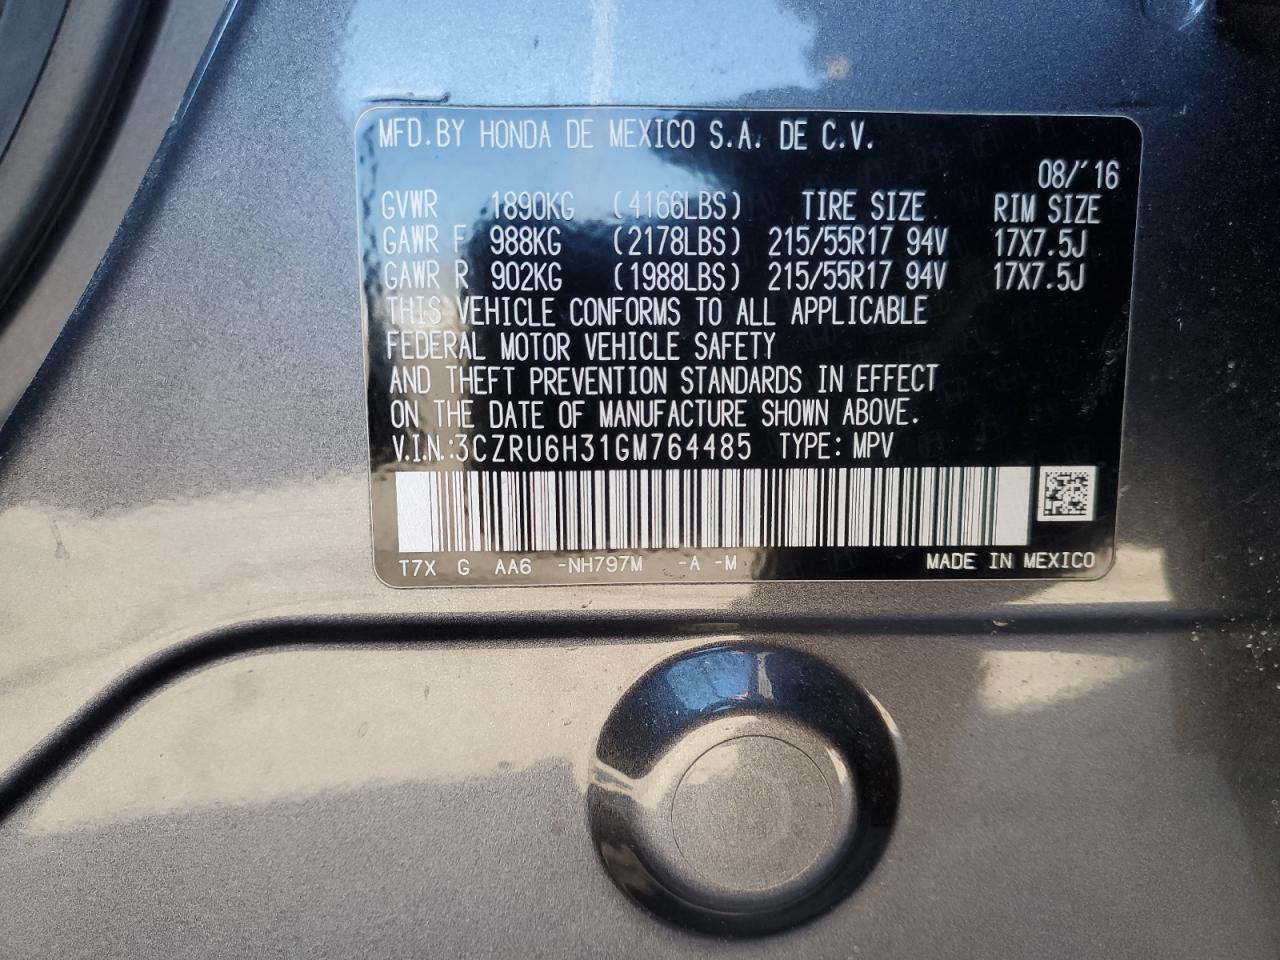 MFD.BY HONDA DE MEXICO S.A. DE C.V.
08/'16
GVWR 1890KG (4166LBS) TIRE SIZE RIM SIZE
GAWR F 988KG (2178LBS) 215/55R17 94V 17X7.5J
GAWR R 902KG (1988LBS) 215/55R17 94V 17X7.5J
THIS VEHICLE CONFORMS TO ALL APPLICABLE
FEDERAL MOTOR VEHICLE SAFETY
AND THEFT PREVENTION STANDARDS IN EFFECT
ON THE DATE OF MANUFACTURE SHOWN ABOVE.
V.I.N.:3CZRU6H31GM764485 TYPE: MPV
T7X G AA6 -NH797M -A -M MADE IN MEXICO